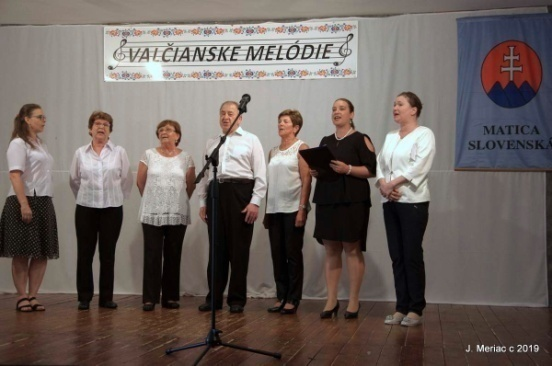 VALČIANSKE MELÓDIE
MATICA
SLOVENSKÁ
J. Meriac c 2019